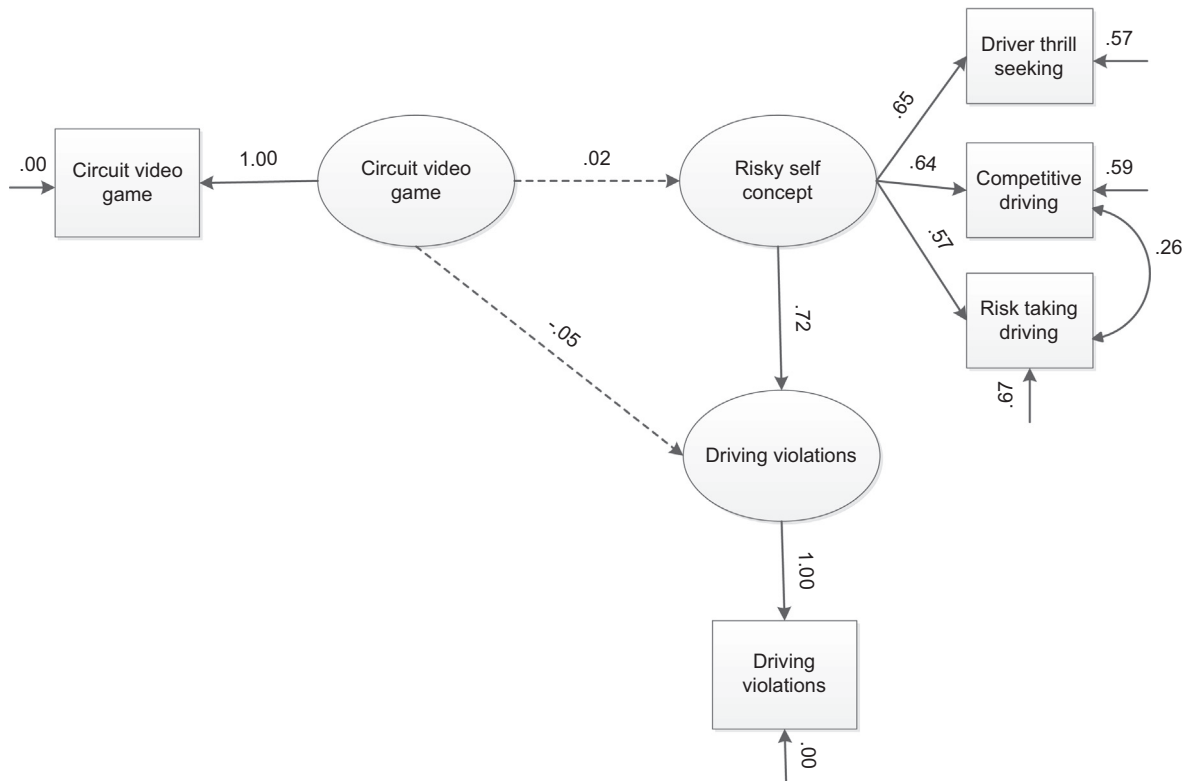 Driver thrill
seeking
.57
.65
.00
Circuit video
game
1.00
Circuit video
game
.02
Risky self
concept
.64
Competitive
driving
.59
.57
.26
Risk taking
driving
.67
-.05
.72
Driving violations
1.00
Driving
violations
.00